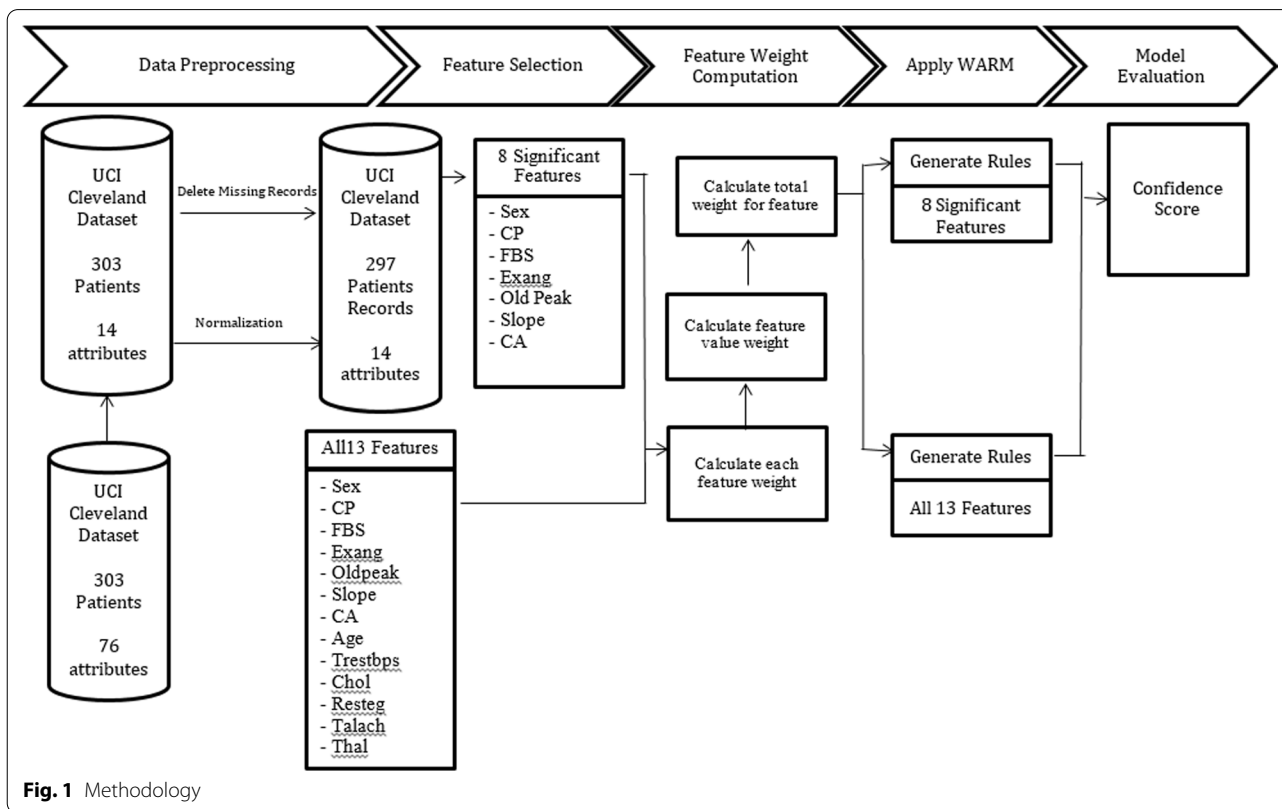 Data Preprocessing
Feature Selection
Feature Weight
Computation
Apply WARM
Model
Evaluation
UCI
Cleveland
Dataset
303
Patients
14
attributes
Delete Missing Records
Normalization
UCI
Cleveland
Dataset
297
Patients
Records
14
attributes
UCI
Cleveland
Dataset
303
Patients
76
attributes
8 Significant
Features
- Sex
- CP
- FBS
- Exang
- Old Peak
- Slope
- CA
All13 Features
- Sex
- CP
- FBS
- Exang
- Oldpeak
- Slope
- CA
- Age
- Trestbps
- Chol
- Resteg
- Talach
- Thal
Calculate total
weight for feature
Calculate feature
value weight
Calculate each
feature weight
Generate Rules
8 Significant
Features
Generate Rules
All 13 Features
Confidence
Score
Fig. 1 Methodology